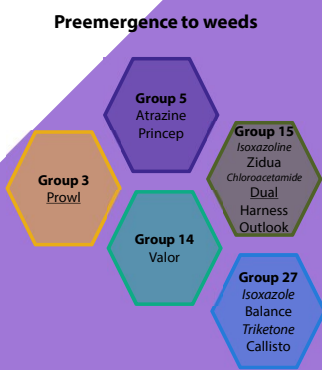 Preemergence to weeds
Group 5
Atrazine
Princep
Group 15
Isoxazoline
Zidua
Chloroacetamide
Dual
Harness
Outlook
Group 3
Prowl
Group 14
Valor
Group 27
Isoxazole
Balance
Triketone
Callisto